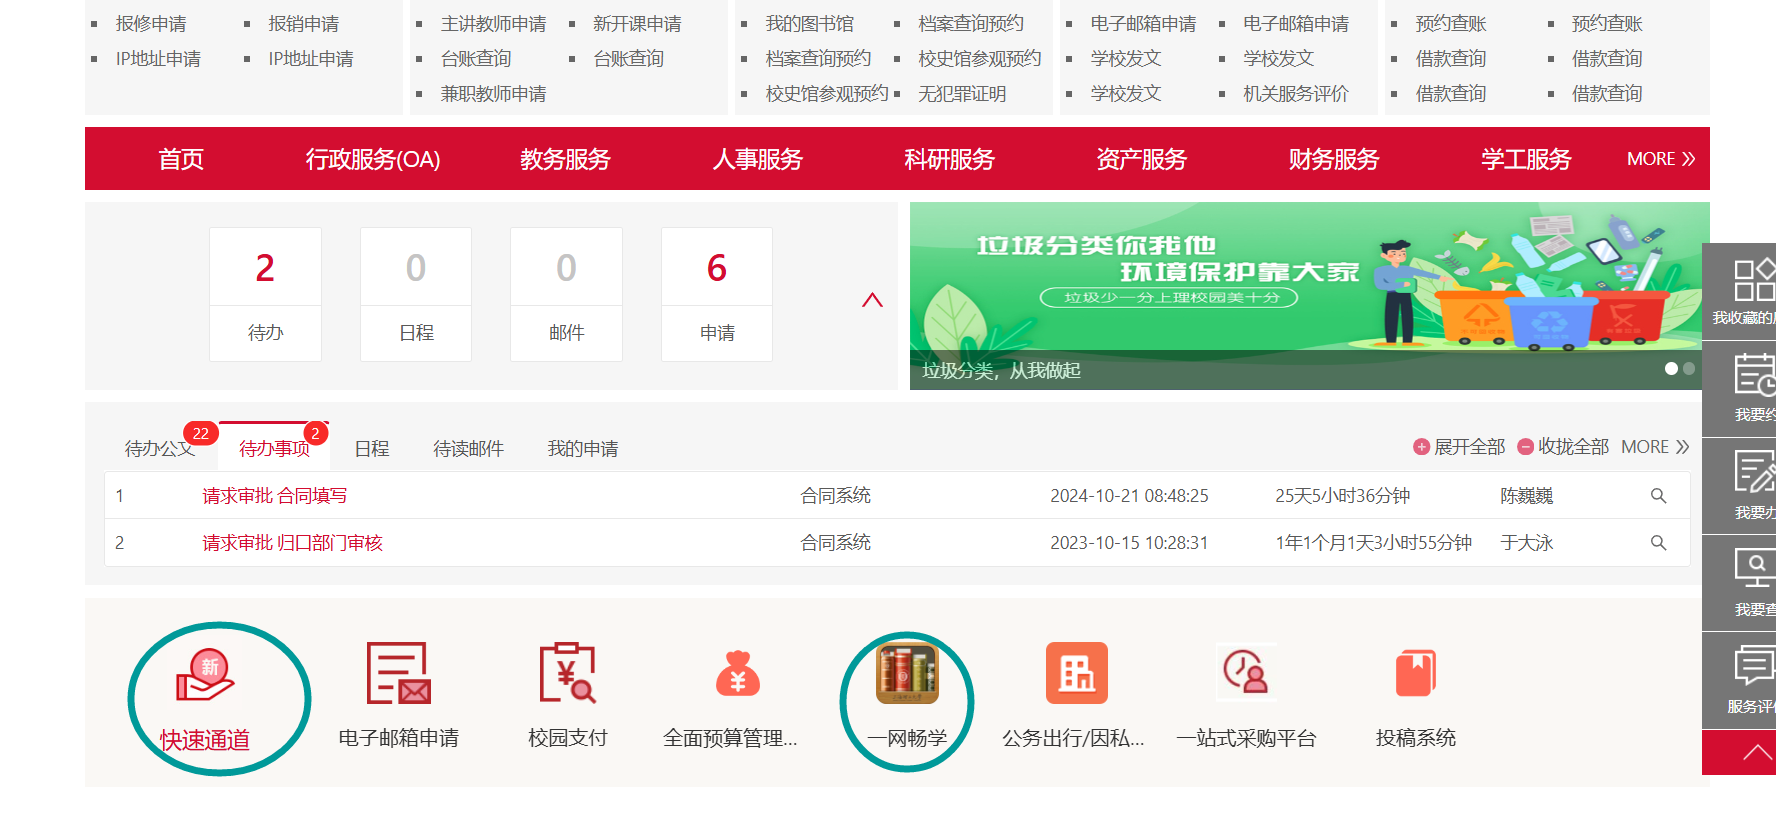 报修申请 报销申请 主讲教师申请 新开课申请 我的图书馆 档案查询预约 电子邮箱申请 电子邮箱申请 预约查账 预约查账
IP地址申请 IP地址申请 台账查询 台账查询 档案查询预约 校史馆参观预约 学校发文 学校发文 借款查询 借款查询
兼职教师申请 校史馆参观预约 无犯罪证明 学校发文 机关服务评价 借款查询 借款查询
首页 行政服务(OA) 教务服务 人事服务 科研服务 资产服务 财务服务 学工服务 MORE
2 0 0 6
待办 日程 邮件 申请
垃圾分类你我他
环境保护靠大家
垃圾少一分上理校园美十分
垃圾分类，从我做起
待办公文 22 待办事项 2 日程 待读邮件 我的申请 展开全部 收拢全部 MORE
1 请求审批 合同填写 合同系统 2024-10-21 08:48:25 25天5小时36分钟 陈巍巍
2 请求审批 归口部门审核 合同系统 2023-10-15 10:28:31 1年1个月1天3小时55分钟 于大泳
新
快速通道 电子邮箱申请 校园支付 全面预算管理... 一网畅学 公务出行/因私... 一站式采购平台 投稿系统
我收藏的
我要约
我要办
我要查
服务评价